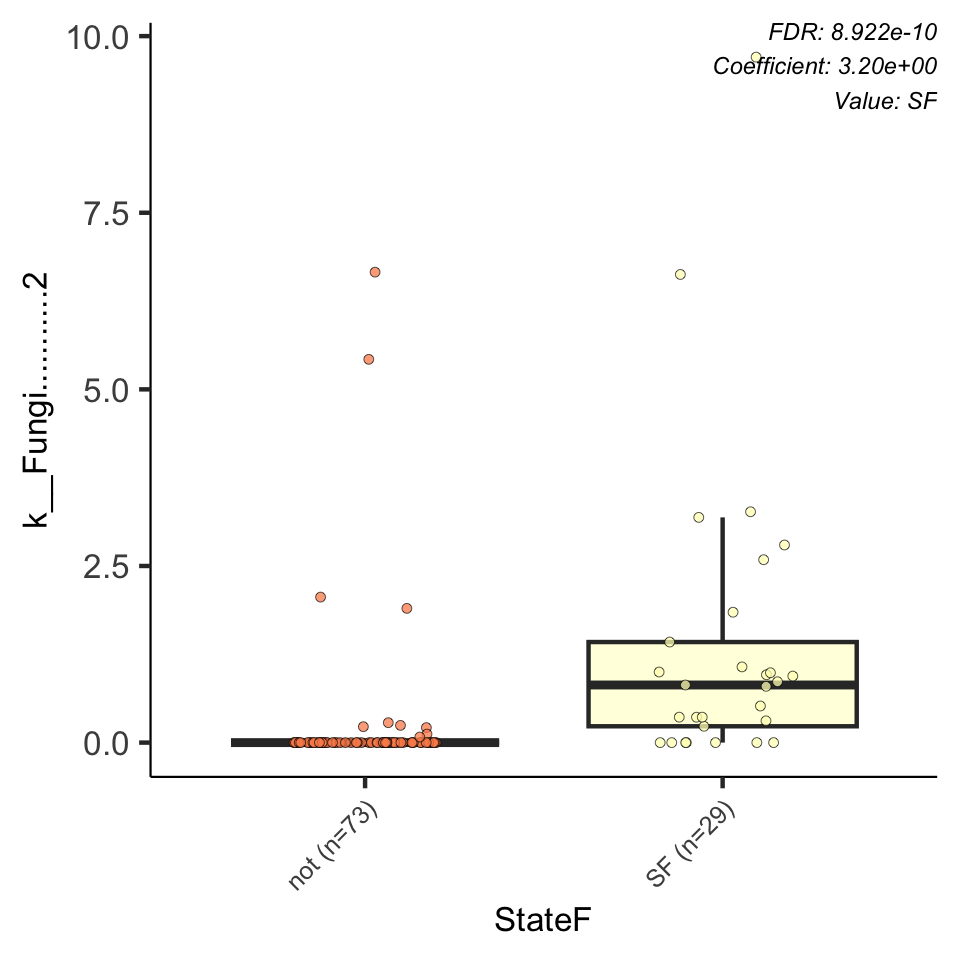 FDR: 8.922e-10
Coefficient: 3.20e+00
Value: SF
10.0
7.5
5.0
2.5
0.0
k__Fungi...........2
not (n=73)
SF (n=29)
StateF